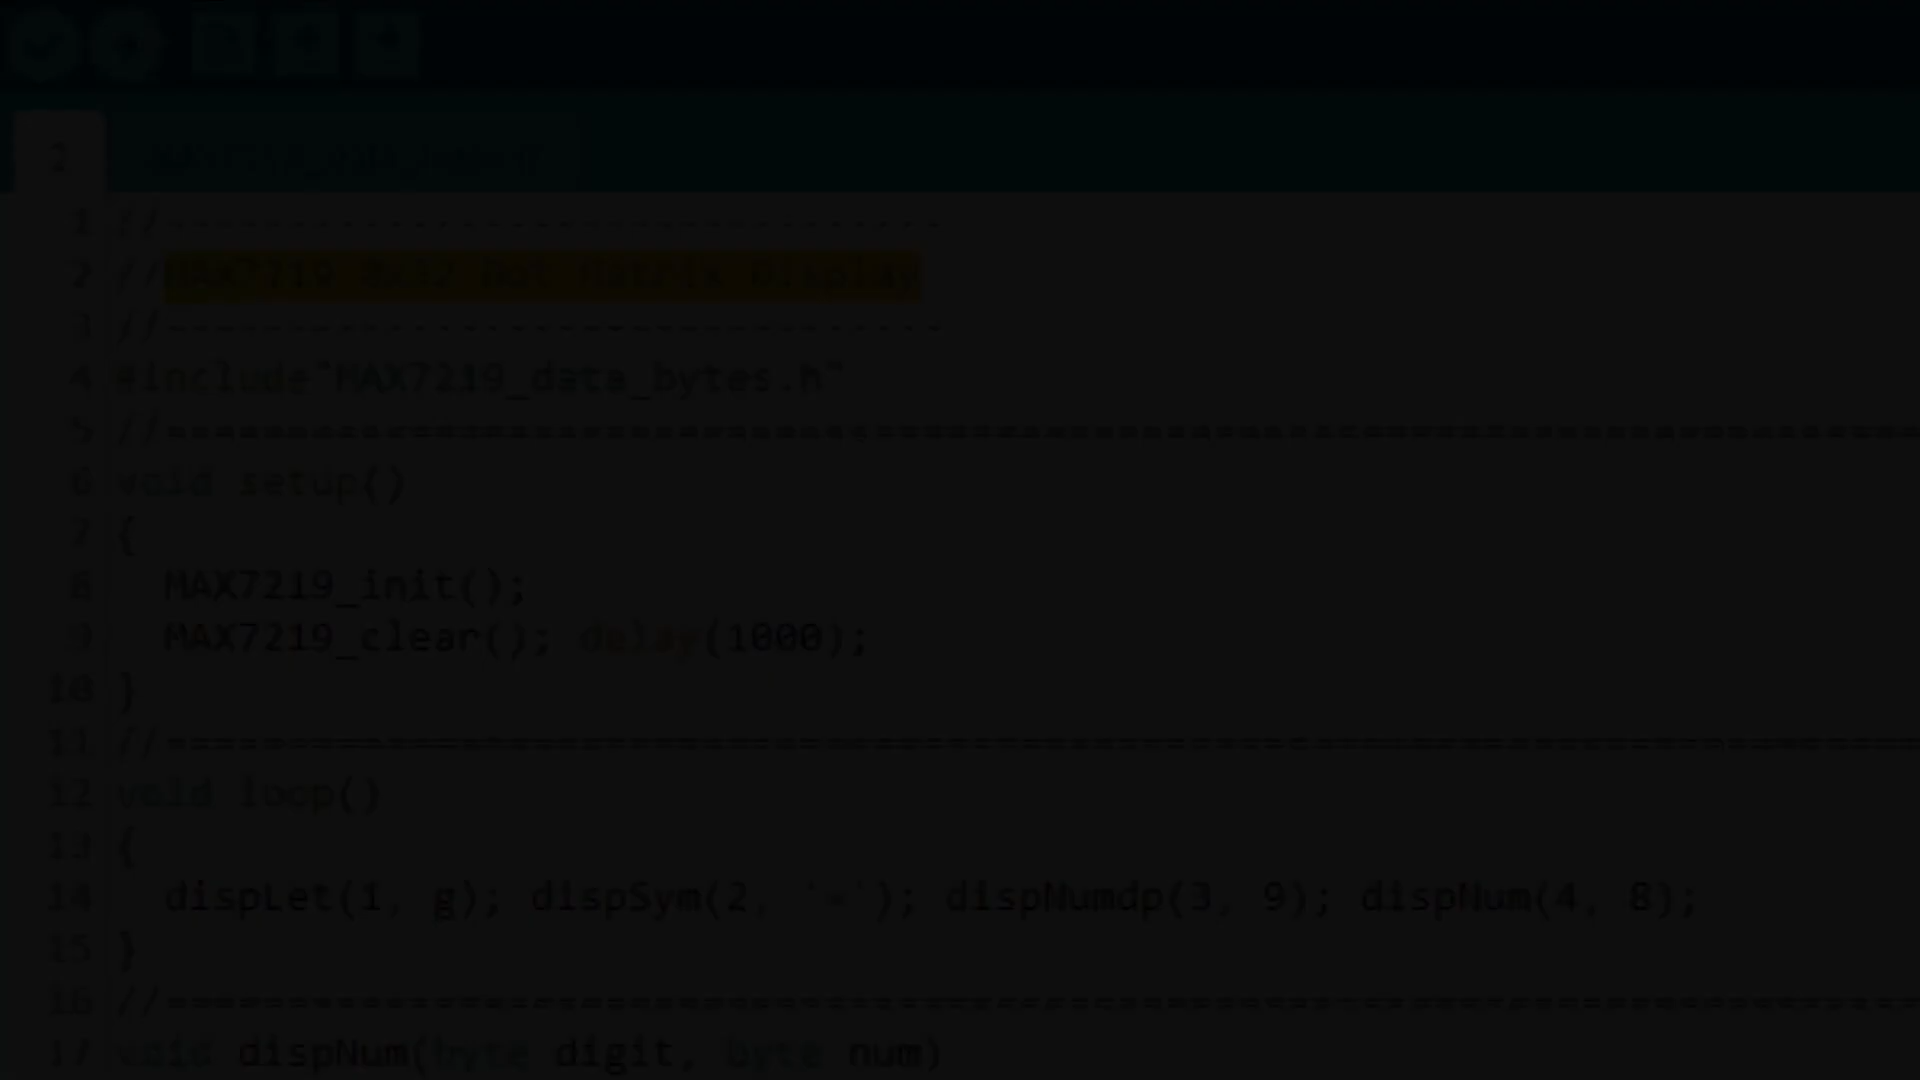 2
1 //--------------------------------
2 //MAX7219 8x32 Dot Matrix Display
3 //--------------------------------
4 #include"MAX7219_data_bytes.h"
5 //==========================================================================
6 void setup()
7 {
8 MAX7219_init();
9 MAX7219_clear(); delay(1000);
10 }
11 //==========================================================================
12 void loop()
13 {
14 dispLet(1, g); dispSym(2, '='); dispNumdp(3, 9); dispNum(4, 8);
15 }
16 //==========================================================================
17 void dispNum(byte digit, byte num)